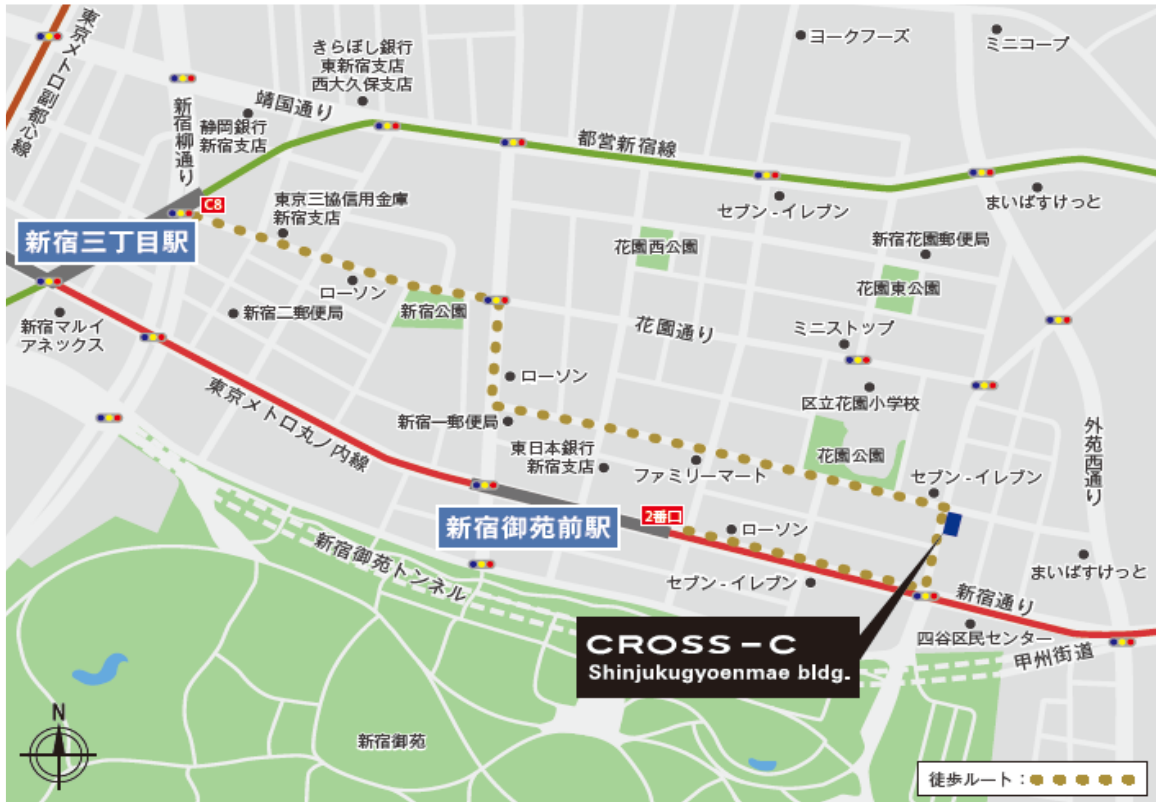 東京メトロ副都心線
新宿柳通り
靖国通り
きらぼし銀行
東新宿支店
西大久保支店
静岡銀行
新宿支店
ヨークフーズ
ミニコープ
都営新宿線
C8
東京三協信用金庫
新宿支店
新宿三丁目駅
セブン-イレブン
まいばすけっと
花園西公園
新宿花園郵便局
花園東公園
ローソン
新宿公園
新宿二郵便局
新宿マルイ
アネックス
花園通り
ミニストップ
区立花園小学校
ローソン
新宿一郵便局
東京メトロ丸ノ内線
東日本銀行
新宿支店
ファミリーマート
花園公園
セブン-イレブン
外苑西通り
2番口
新宿御苑前駅
ローソン
新宿御苑トンネル
セブン-イレブン
新宿通り
まいばすけっと
四谷区民センター
甲州街道
CROSS-C
Shinjukugyoenmae bldg.
N
新宿御苑
徒歩ルート: